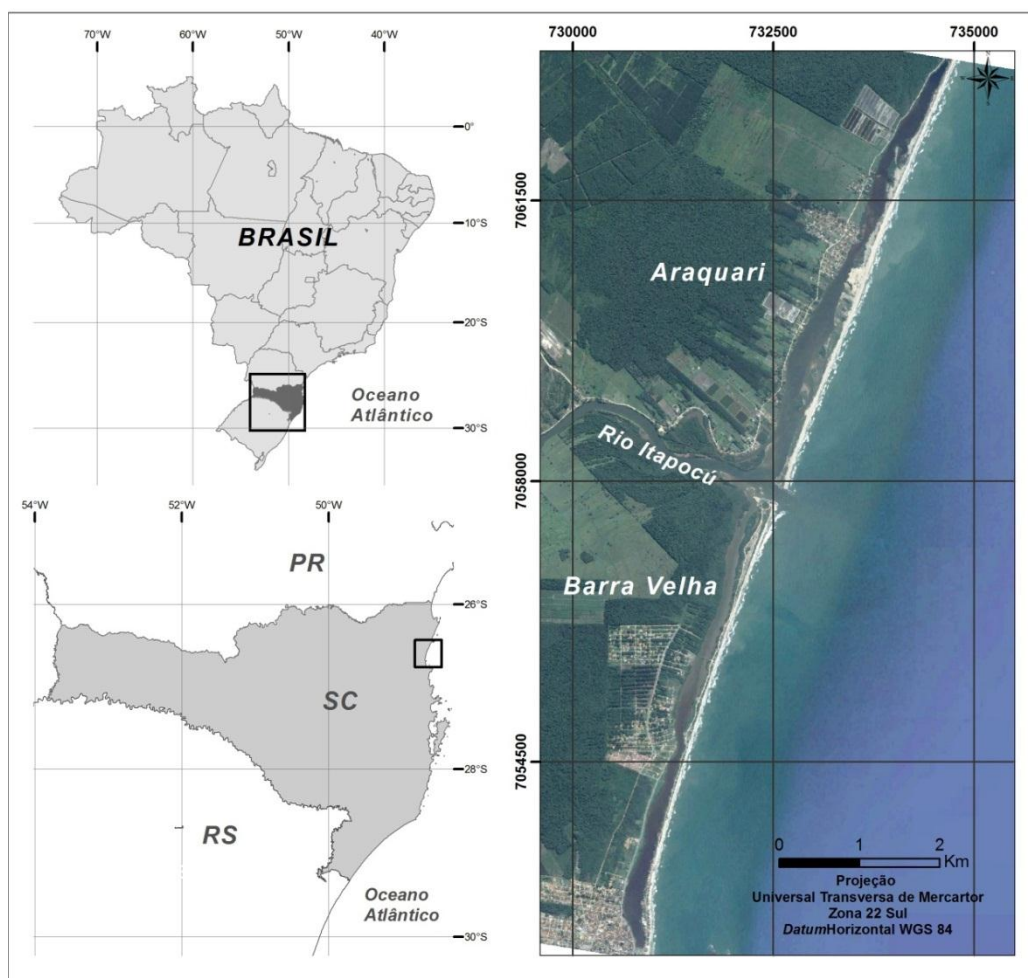 70°W 60°W 50°W 40°W
0°
10°S
BRASIL
20°S
Oceano
Atlântico
30°S
54°W 52°W 50°W
PR
26°S
SC
28°S
RS
Oceano
Atlântico
30°S
730000 732500 735000
7061500
Araquari
Rio Itapocú
7058000
Barra Velha
7054500
0 1 2
Km
Projeção
Universal Transversa de Mercartor
Zona 22 Sul
DatumHorizontal WGS 84